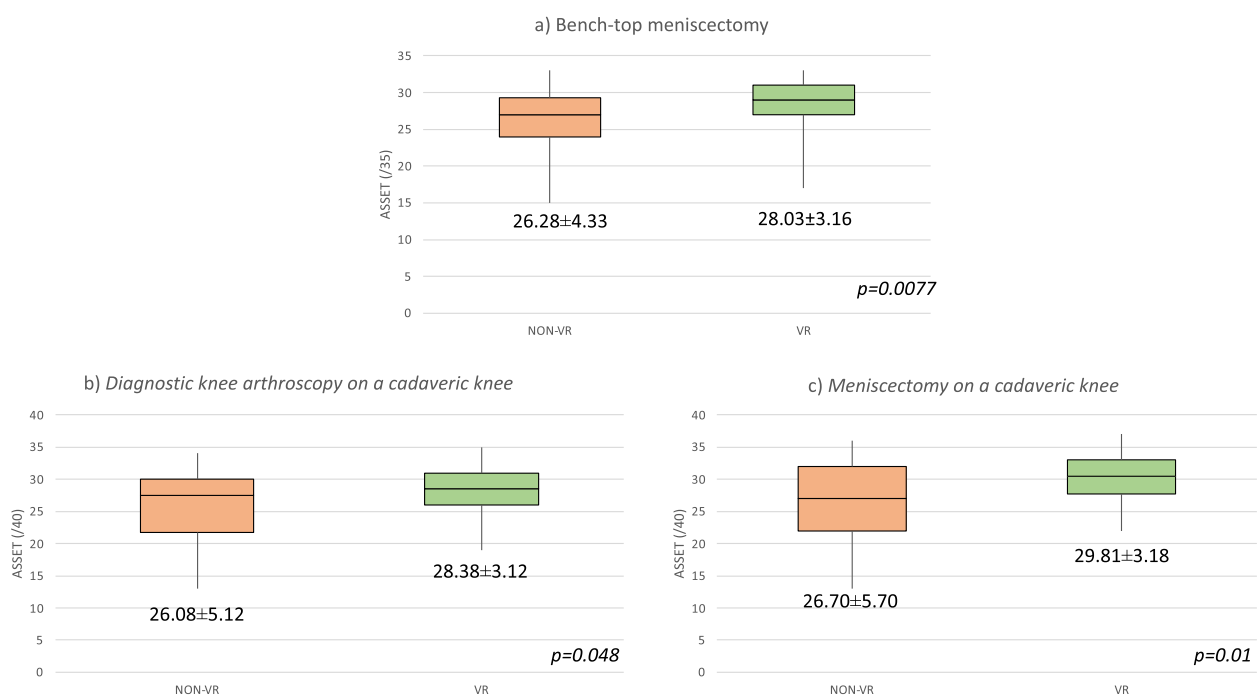 a) Bench-top meniscectomy
35
30
25
20
15
10
5
0
ASSET (/35)
26.28±4.33
28.03±3.16
p=0.0077
NON-VR
VR
b) Diagnostic knee arthroscopy on a cadaveric knee
40
35
30
25
20
15
10
5
0
ASSET (/40)
26.08±5.12
28.38±3.12
p=0.048
NON-VR
VR
c) Meniscectomy on a cadaveric knee
40
35
30
25
20
15
10
5
0
ASSET (/40)
26.70±5.70
29.81±3.18
p=0.01
NON-VR
VR